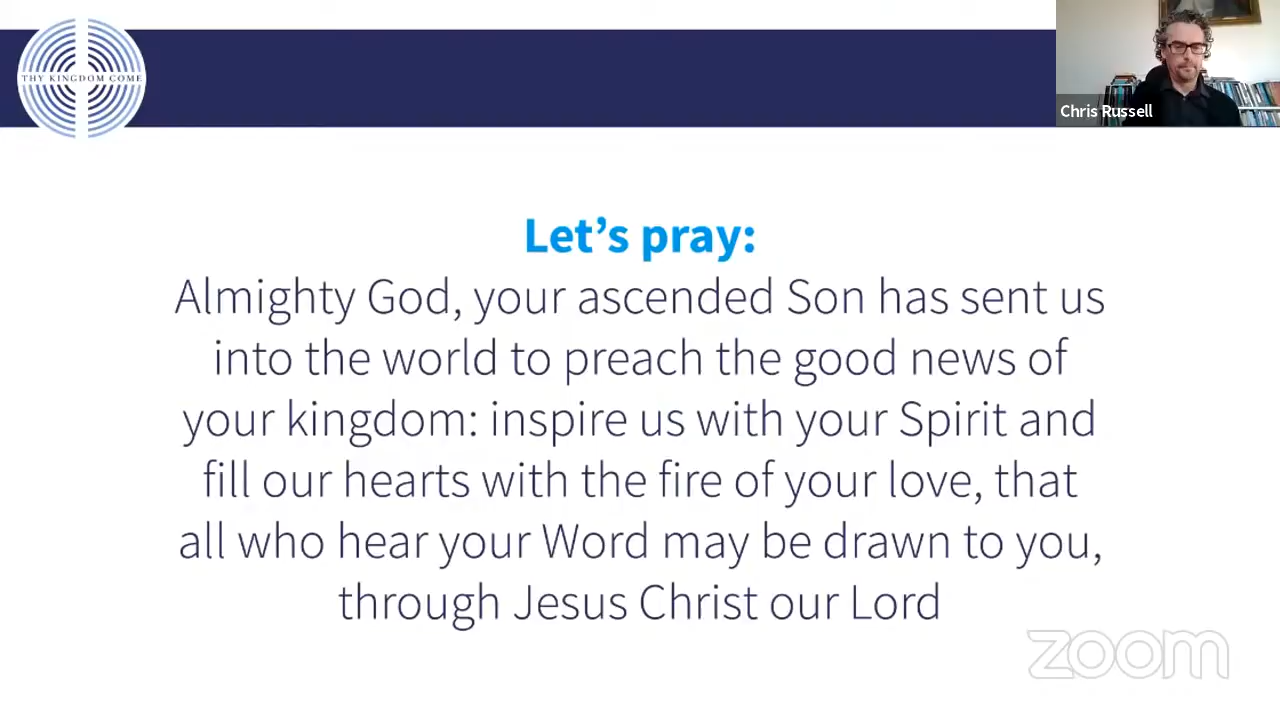 THY KINGDOM COME
Chris Russell
Let’s pray:
Almighty God, your ascended Son has sent us
into the world to preach the good news of
your kingdom: inspire us with your Spirit and
fill our hearts with the fire of your love, that
all who hear your Word may be drawn to you,
through Jesus Christ our Lord
zoom